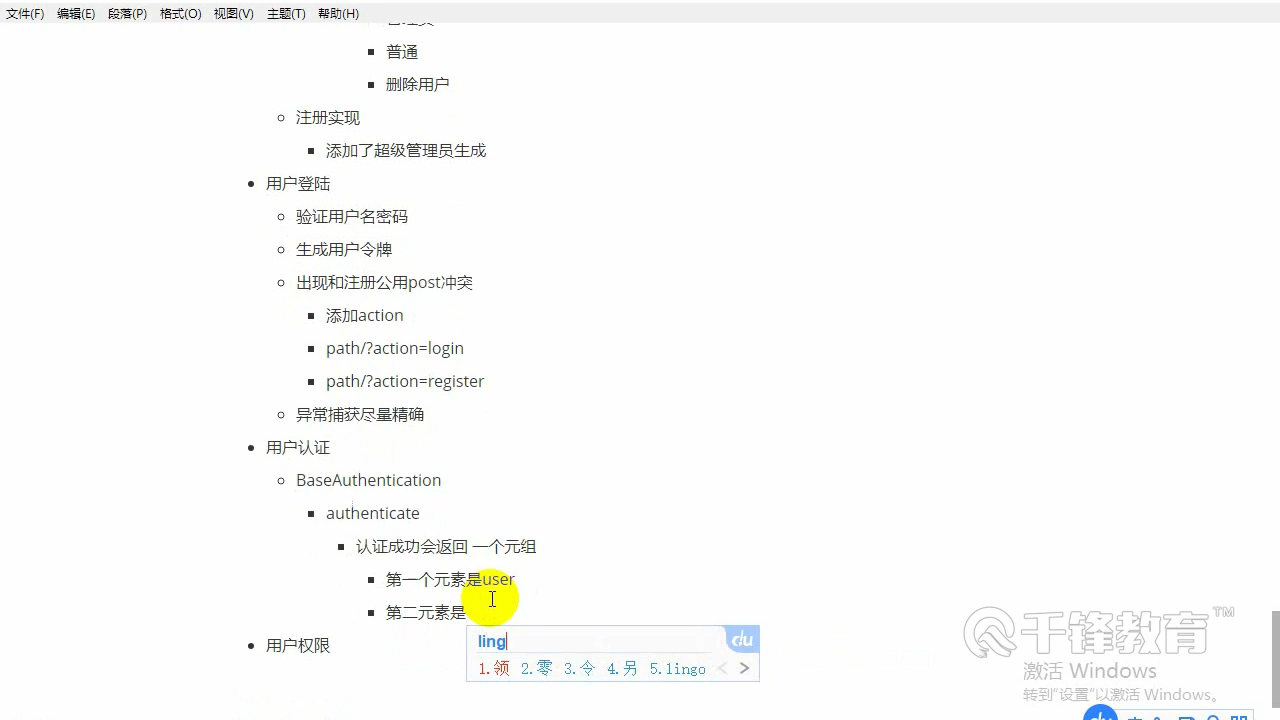 文件(F) 编辑(E) 段落(P) 格式(O) 视图(V) 主题(T) 帮助(H)
普通
删除用户
注册实现
添加了超级管理员生成
用户登陆
验证用户名密码
生成用户令牌
出现和注册公用post冲突
添加action
path/?action=login
path/?action=register
异常捕获尽量精确
用户认证
BaseAuthentication
authenticate
认证成功会返回 一个元组
第一个元素是user
第二元素是
用户权限
ling
du
1.领 2.零 3.令 4.另 5.lingo
千锋教育™
激活 Windows
转到“设置”以激活 Windows。